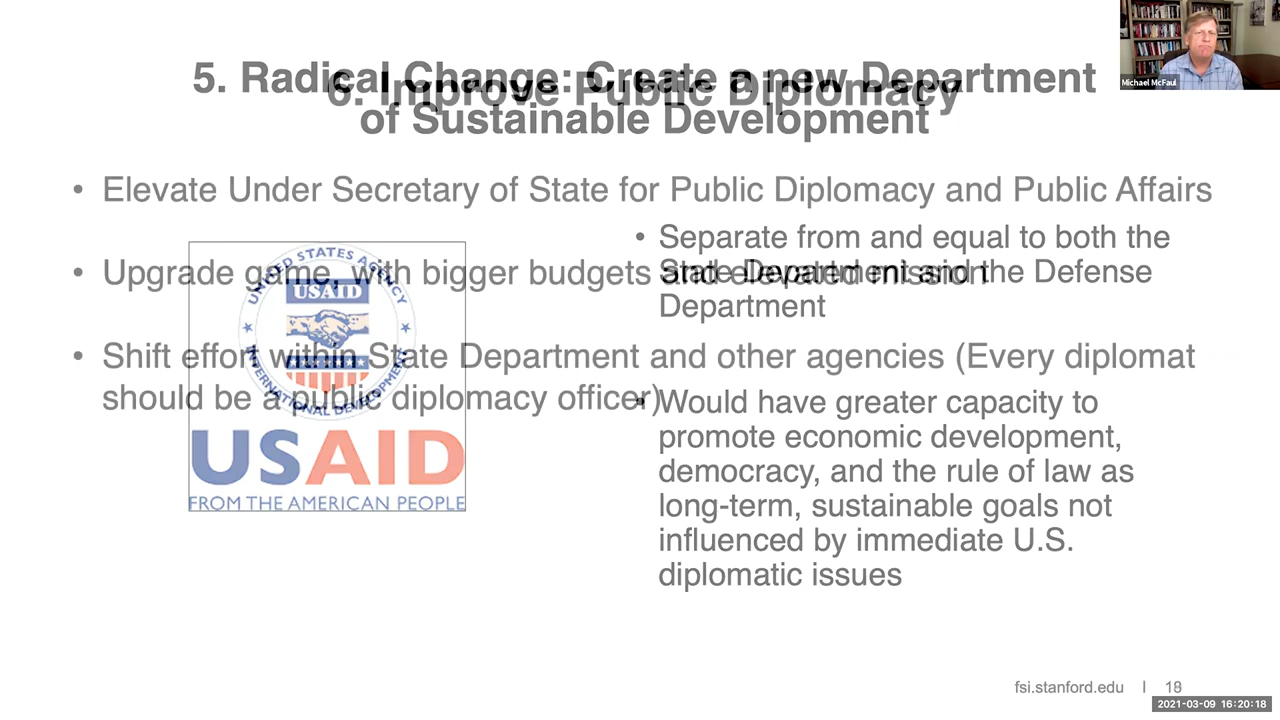 Michael McFaul
5. Radical Change: Create a new Department
of Sustainable Development
6. Improve Public Diplomacy
• Elevate Under Secretary of State for Public Diplomacy and Public Affairs
• Upgrade game, with bigger budgets and elevated mission
• Shift effort within State Department and other agencies (Every diplomat
should be a public diplomacy officer)
UNITED STATES AGENCY
USAID
INTERNATIONAL DEVELOPMENT
USAID
FROM THE AMERICAN PEOPLE
• Separate from and equal to both the
State Department and the Defense
Department
• Would have greater capacity to
promote economic development,
democracy, and the rule of law as
long-term, sustainable goals not
influenced by immediate U.S.
diplomatic issues
fsi.stanford.edu I
2021-03-09 16:20:18